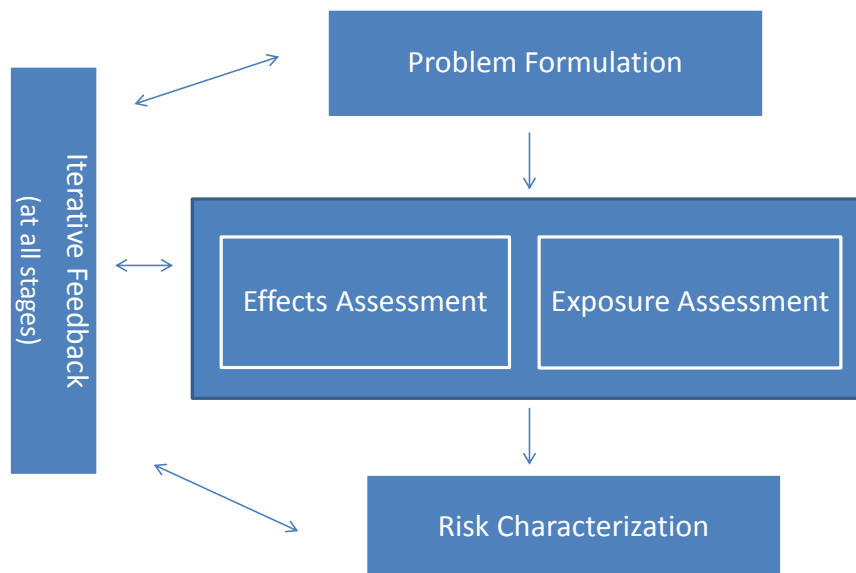 Problem Formulation
Iterative Feedback
(at all stages)
Effects Assessment
Exposure Assessment
Risk Characterization